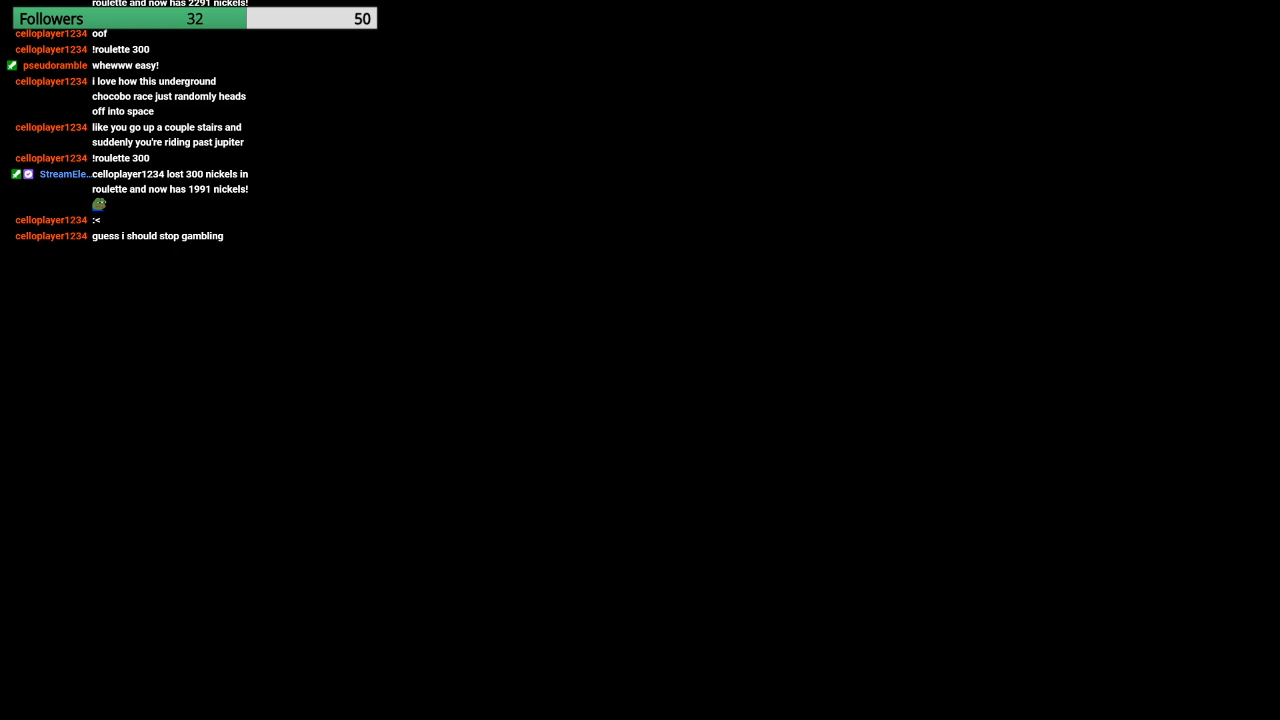 roulette and now has 2291 nickels!
Followers 32 50
celloplayer1234 oof
celloplayer1234 !roulette 300
pseudoramble whewww easy!
celloplayer1234 i love how this underground
chocobo race just randomly heads
off into space
celloplayer1234 like you go up a couple stairs and
suddenly you're riding past jupiter
celloplayer1234 !roulette 300
StreamEle... celloplayer1234 lost 300 nickels in
roulette and now has 1991 nickels!
celloplayer1234 :<
celloplayer1234 guess i should stop gambling